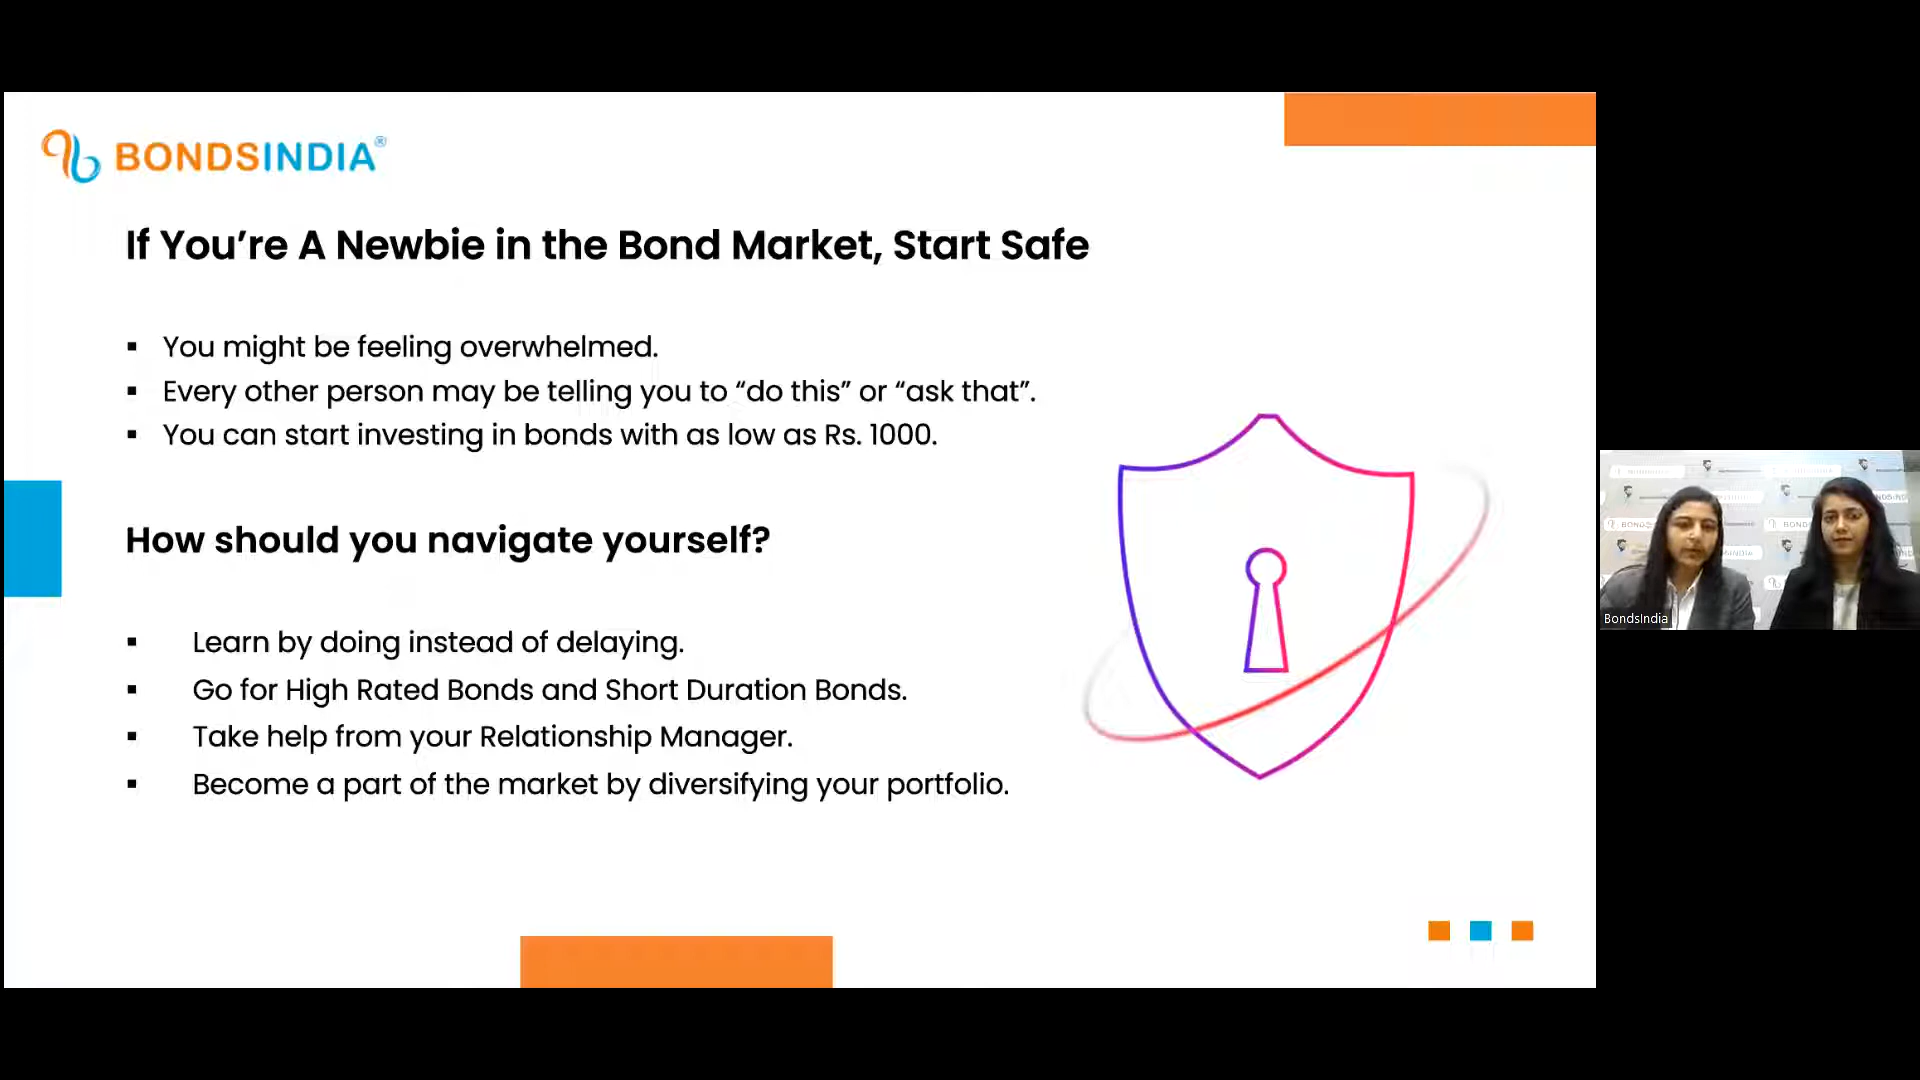 BONDSINDIA®
If You’re A Newbie in the Bond Market, Start Safe
▪ You might be feeling overwhelmed.
▪ Every other person may be telling you to “do this” or “ask that”.
▪ You can start investing in bonds with as low as Rs. 1000.
How should you navigate yourself?
▪ Learn by doing instead of delaying.
▪ Go for High Rated Bonds and Short Duration Bonds.
▪ Take help from your Relationship Manager.
▪ Become a part of the market by diversifying your portfolio.
BondsIndia